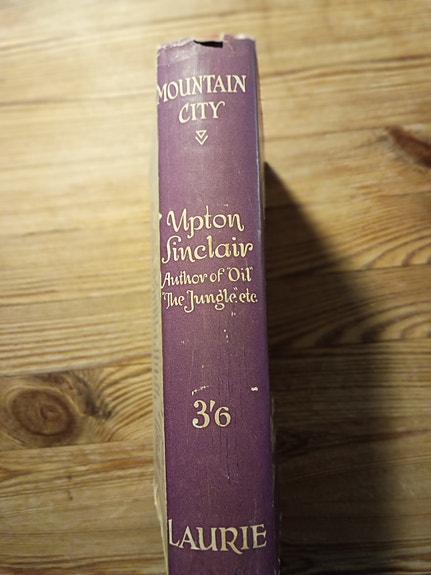 MOUNTAIN
CITY
Upton
Sinclair
Author of "Oil"
"The Jungle," etc.
3'6
LAURIE